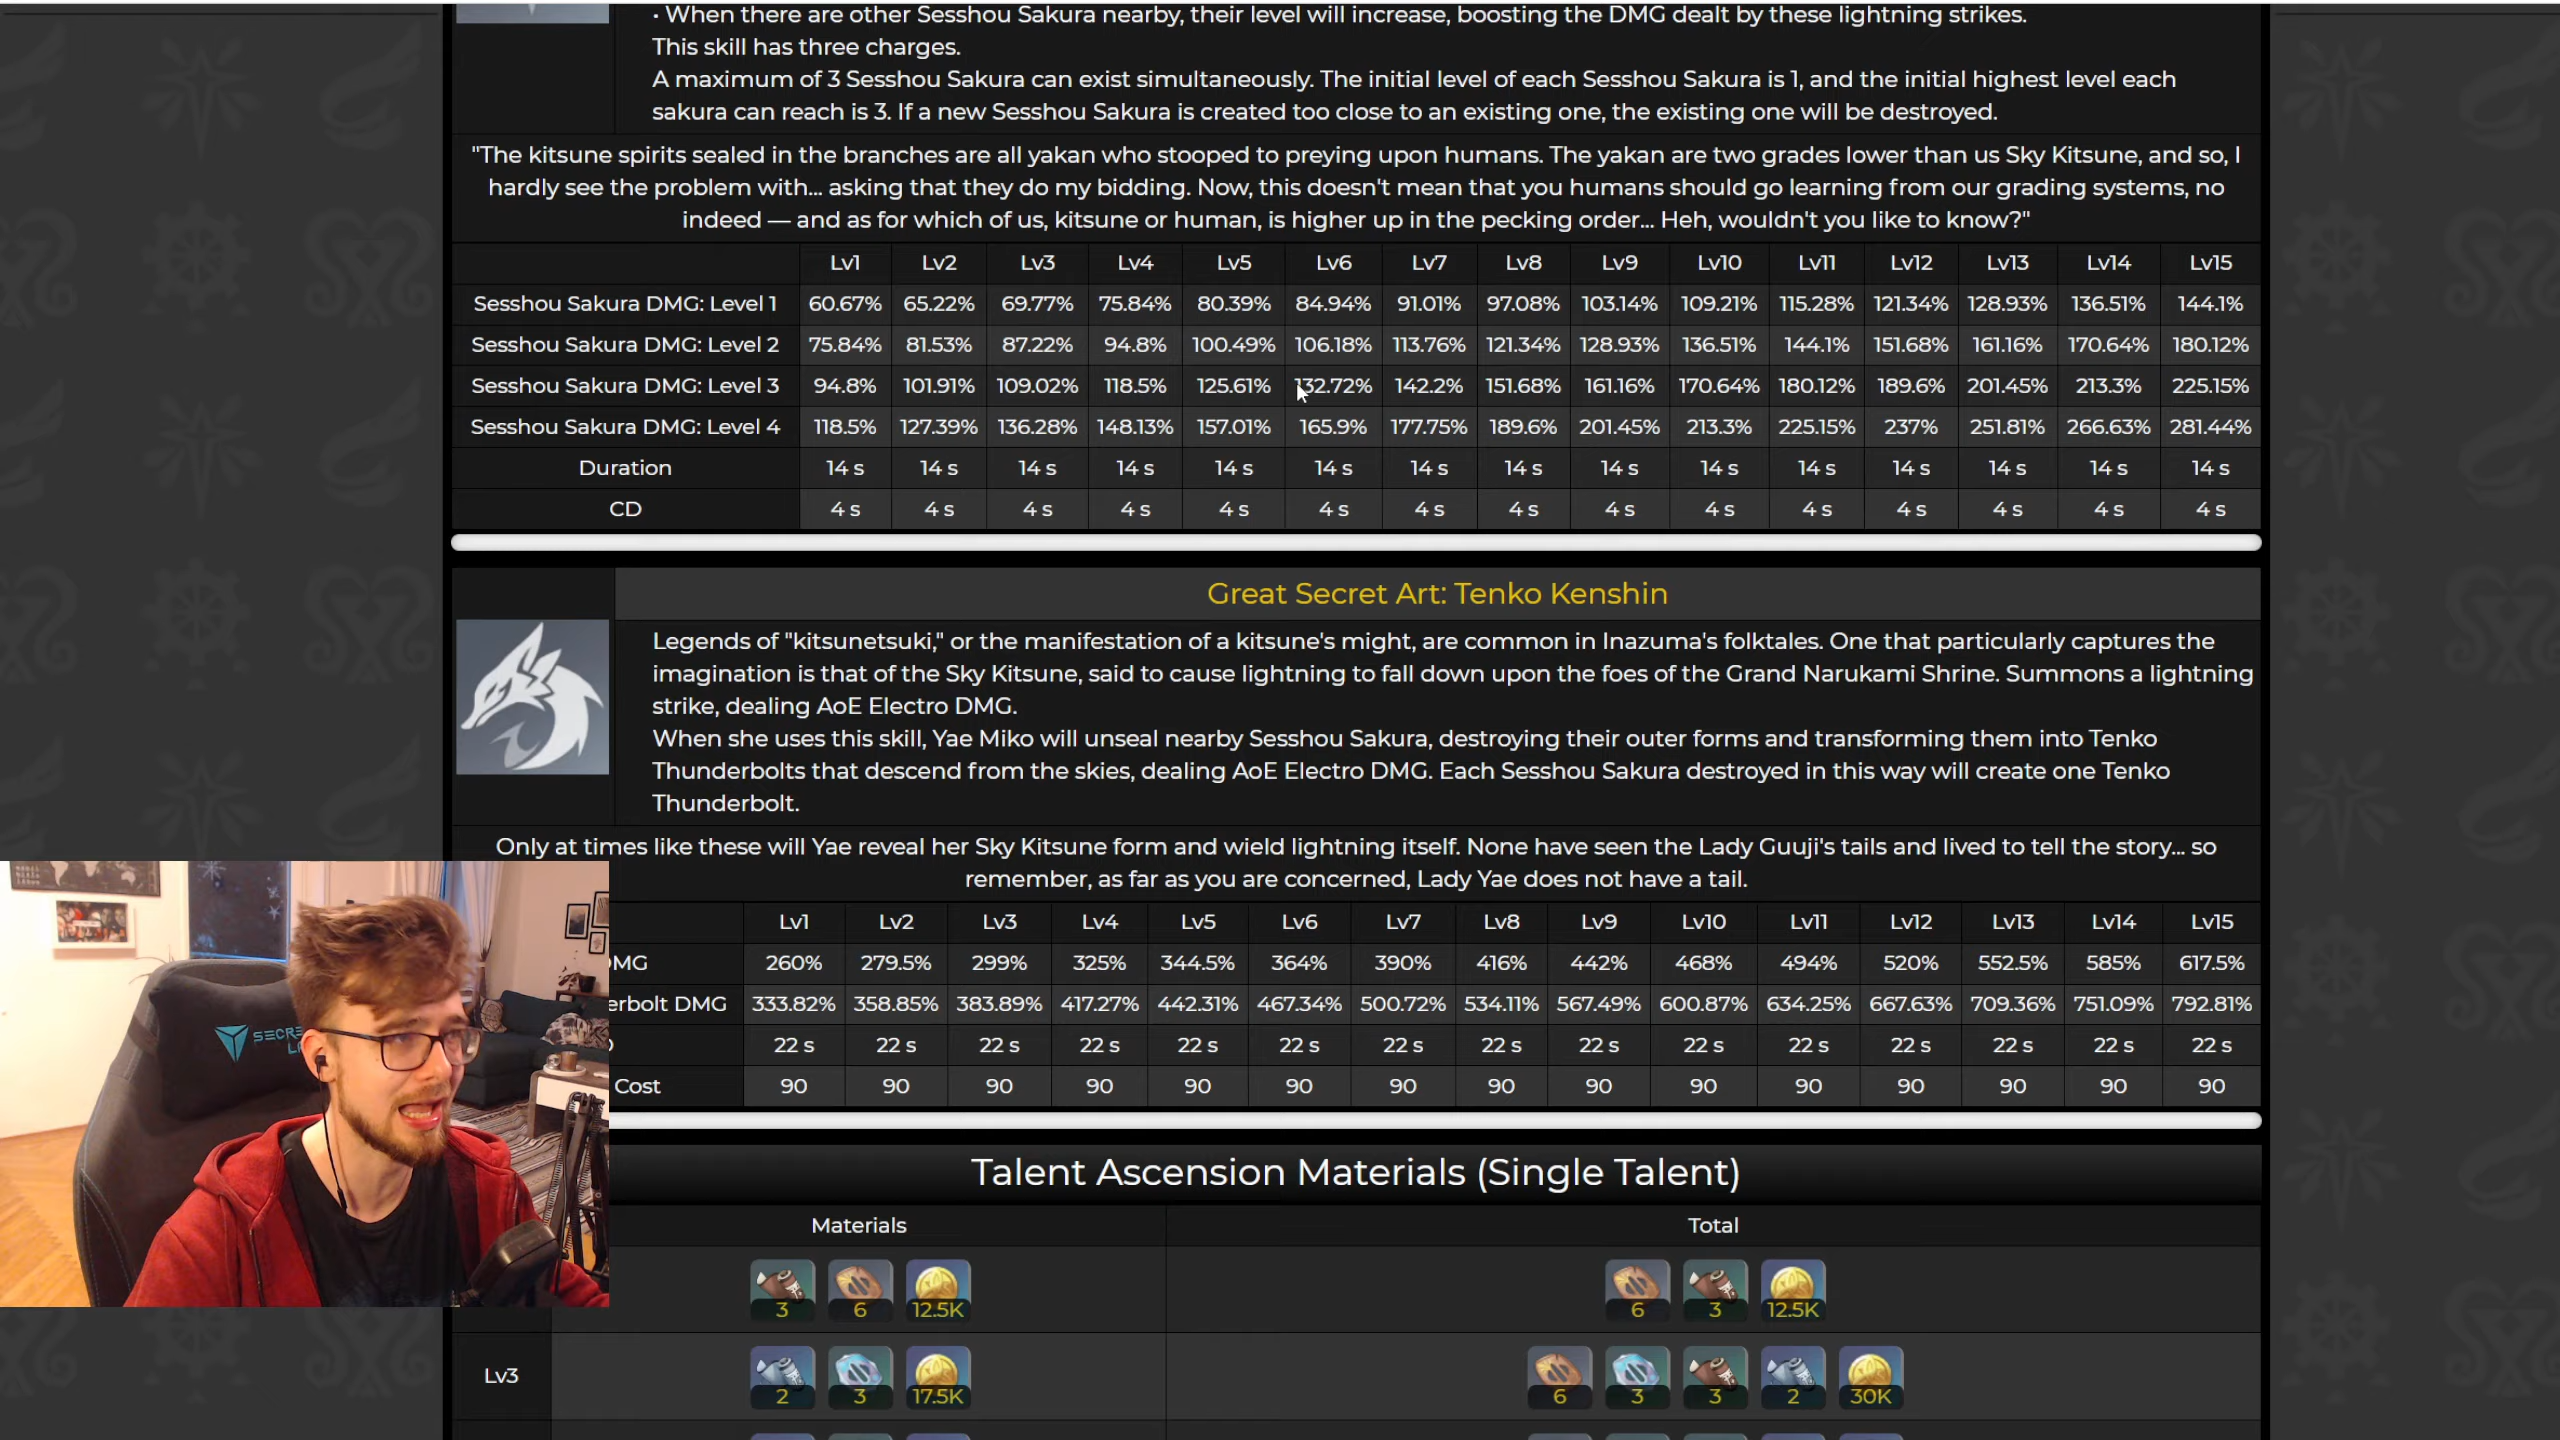 · When there are other Sesshou Sakura nearby, their level will increase, boosting the DMG dealt by these lightning strikes.
This skill has three charges.
A maximum of 3 Sesshou Sakura can exist simultaneously. The initial level of each Sesshou Sakura is 1, and the initial highest level each
sakura can reach is 3. If a new Sesshou Sakura is created too close to an existing one, the existing one will be destroyed.
"The kitsune spirits sealed in the branches are all yakan who stooped to preying upon humans. The yakan are two grades lower than us Sky Kitsune, and so, I
hardly see the problem with... asking that they do my bidding. Now, this doesn't mean that you humans should go learning from our grading systems, no
indeed — and as for which of us, kitsune or human, is higher up in the pecking order... Heh, wouldn't you like to know?"
Lv1 Lv2 Lv3 Lv4 Lv5 Lv6 Lv7 Lv8 Lv9 Lv10 Lv11 Lv12 Lv13 Lv14 Lv15
Sesshou Sakura DMG: Level 1 60.67% 65.22% 69.77% 75.84% 80.39% 84.94% 91.01% 97.08% 103.14% 109.21% 115.28% 121.34% 128.93% 136.51% 144.1%
Sesshou Sakura DMG: Level 2 75.84% 81.53% 87.22% 94.8% 100.49% 106.18% 113.76% 121.34% 128.93% 136.51% 144.1% 151.68% 161.16% 170.64% 180.12%
Sesshou Sakura DMG: Level 3 94.8% 101.91% 109.02% 118.5% 125.61% 132.72% 142.2% 151.68% 161.16% 170.64% 180.12% 189.6% 201.45% 213.3% 225.15%
Sesshou Sakura DMG: Level 4 118.5% 127.39% 136.28% 148.13% 157.01% 165.9% 177.75% 189.6% 201.45% 213.3% 225.15% 237% 251.81% 266.63% 281.44%
Duration 14 s 14 s 14 s 14 s 14 s 14 s 14 s 14 s 14 s 14 s 14 s 14 s 14 s 14 s 14 s
CD 4 s 4 s 4 s 4 s 4 s 4 s 4 s 4 s 4 s 4 s 4 s 4 s 4 s 4 s 4 s
Great Secret Art: Tenko Kenshin
Legends of "kitsunetsuki," or the manifestation of a kitsune's might, are common in Inazuma's folktales. One that particularly captures the
imagination is that of the Sky Kitsune, said to cause lightning to fall down upon the foes of the Grand Narukami Shrine. Summons a lightning
strike, dealing AoE Electro DMG.
When she uses this skill, Yae Miko will unseal nearby Sesshou Sakura, destroying their outer forms and transforming them into Tenko
Thunderbolts that descend from the skies, dealing AoE Electro DMG. Each Sesshou Sakura destroyed in this way will create one Tenko
Thunderbolt.
Only at times like these will Yae reveal her Sky Kitsune form and wield lightning itself. None have seen the Lady Guuji's tails and lived to tell the story... so
remember, as far as you are concerned, Lady Yae does not have a tail.
Lv1 Lv2 Lv3 Lv4 Lv5 Lv6 Lv7 Lv8 Lv9 Lv10 Lv11 Lv12 Lv13 Lv14 Lv15
MG 260% 279.5% 299% 325% 344.5% 364% 390% 416% 442% 468% 494% 520% 552.5% 585% 617.5%
erbolt DMG 333.82% 358.85% 383.89% 417.27% 442.31% 467.34% 500.72% 534.11% 567.49% 600.87% 634.25% 667.63% 709.36% 751.09% 792.81%
22 s 22 s 22 s 22 s 22 s 22 s 22 s 22 s 22 s 22 s 22 s 22 s 22 s 22 s 22 s
Cost 90 90 90 90 90 90 90 90 90 90 90 90 90 90 90
SECRE
L
Talent Ascension Materials (Single Talent)
Materials Total
3 6 12.5K 6 3 12.5K
Lv3 2 3 17.5K 6 3 3 2 30K